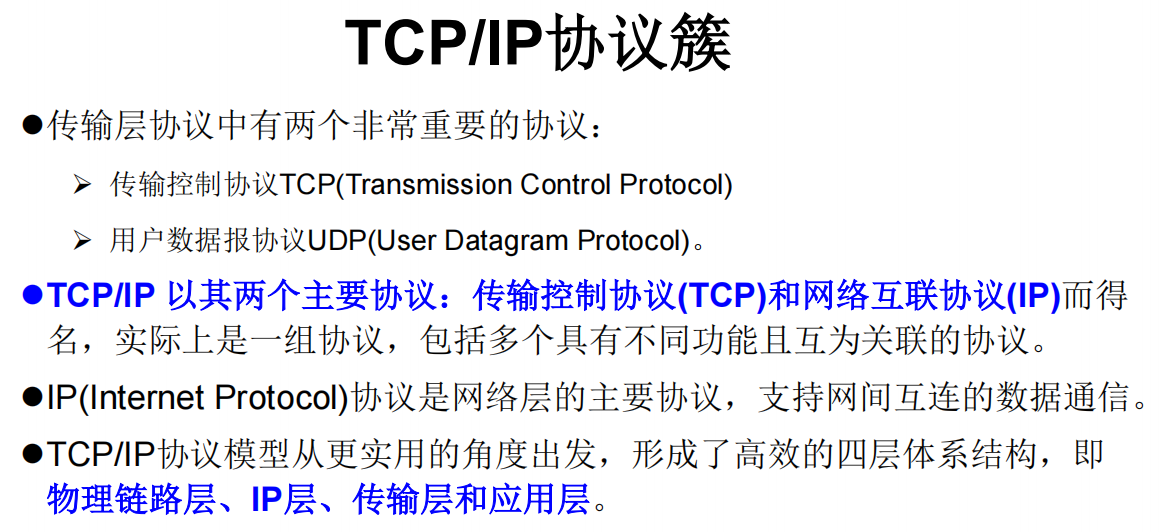 TCP/IP协议簇
●传输层协议中有两个非常重要的协议：
➢ 传输控制协议TCP(Transmission Control Protocol)
➢ 用户数据报协议UDP(User Datagram Protocol)。
●TCP/IP 以其两个主要协议：传输控制协议(TCP)和网络互联协议(IP)而得
名，实际上是一组协议，包括多个具有不同功能且互为关联的协议。
●IP(Internet Protocol)协议是网络层的主要协议，支持网间互连的数据通信。
●TCP/IP协议模型从更实用的角度出发，形成了高效的四层体系结构，即
物理链路层、IP层、传输层和应用层。